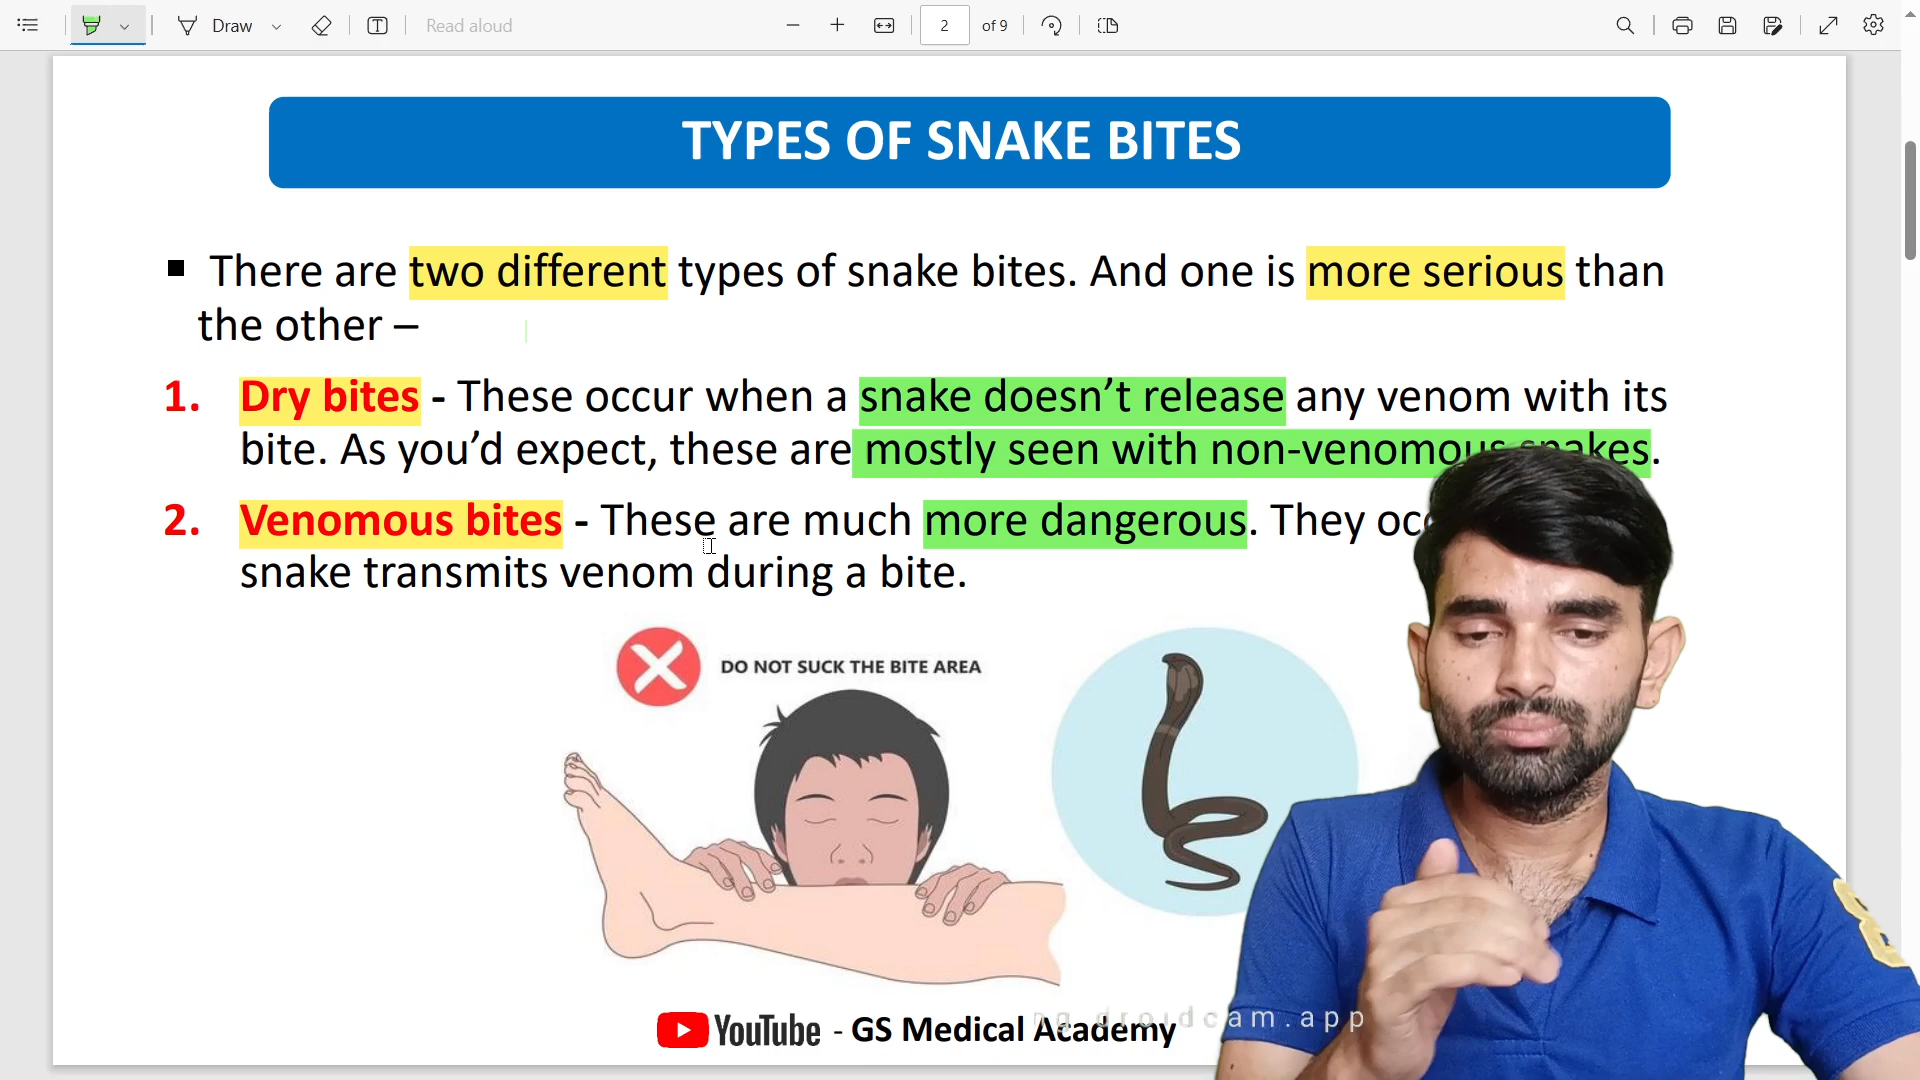 Draw
Read aloud
2
of 9
TYPES OF SNAKE BITES
▪ There are two different types of snake bites. And one is more serious than
the other –
1. Dry bites - These occur when a snake doesn’t release any venom with its
bite. As you’d expect, these are mostly seen with non-venomous snakes.
2. Venomous bites - These are much more dangerous. They
snake transmits venom during a bite.
DO NOT SUCK THE BITE AREA
YouTube - GS Medical Academy
droidcam.app